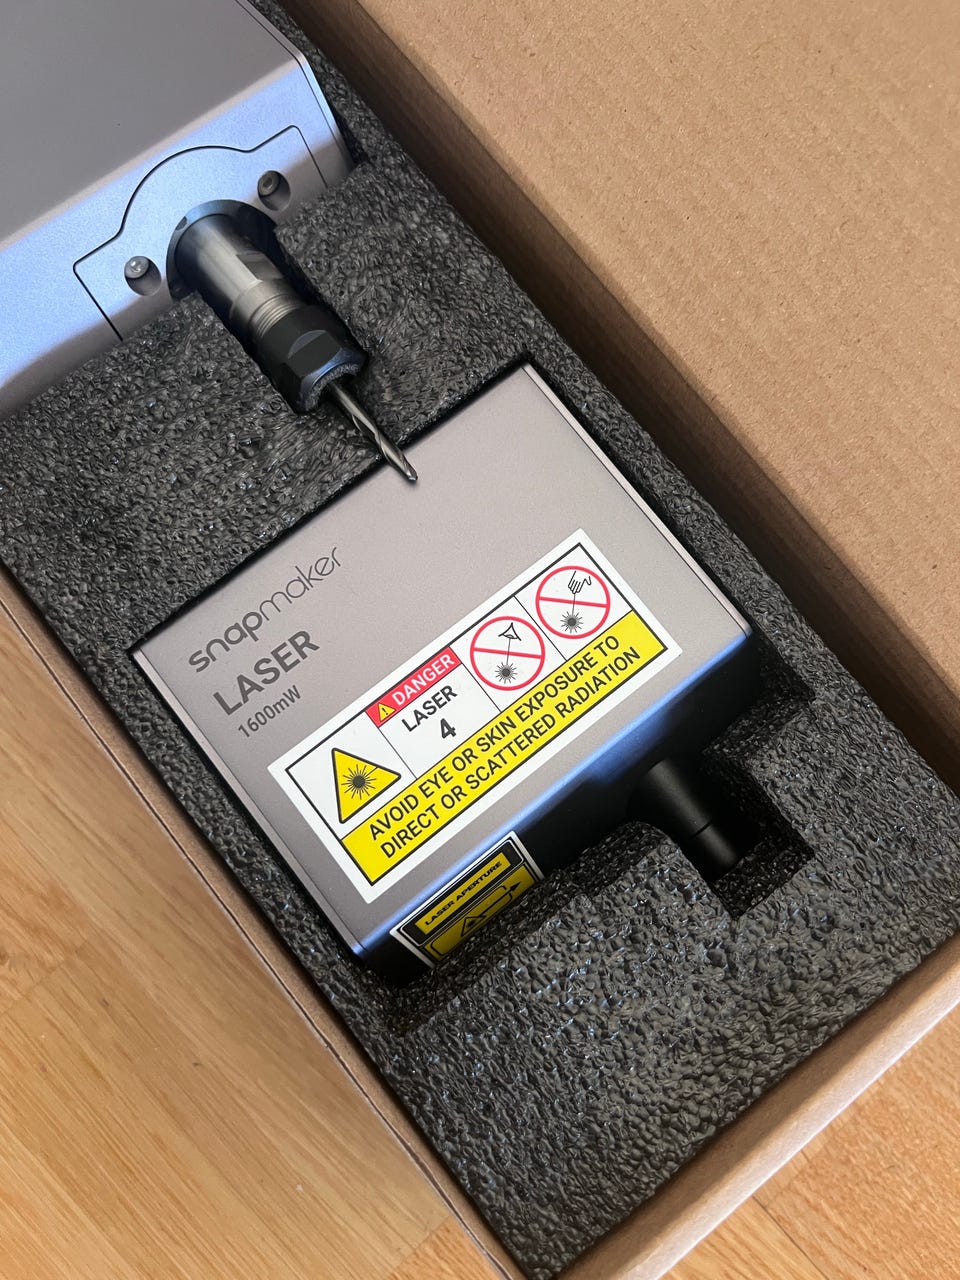 snapmaker
LASER
1600mW
DANGER
LASER
4
AVOID EYE OR SKIN EXPOSURE TO
DIRECT OR SCATTERED RADIATION
LASER APERTURE